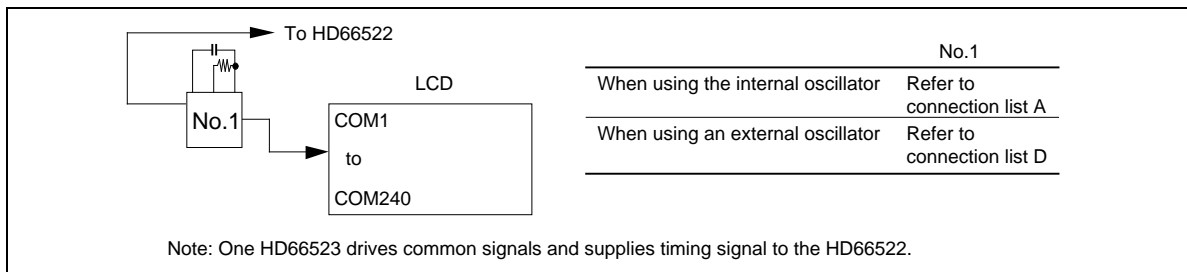 To HD66522
No.1
LCD
COM1
to
COM240
No.1
When using the internal oscillator Refer to
connection list A
When using an external oscillator Refer to
connection list D
Note: One HD66523 drives common signals and supplies timing signal to the HD66522.